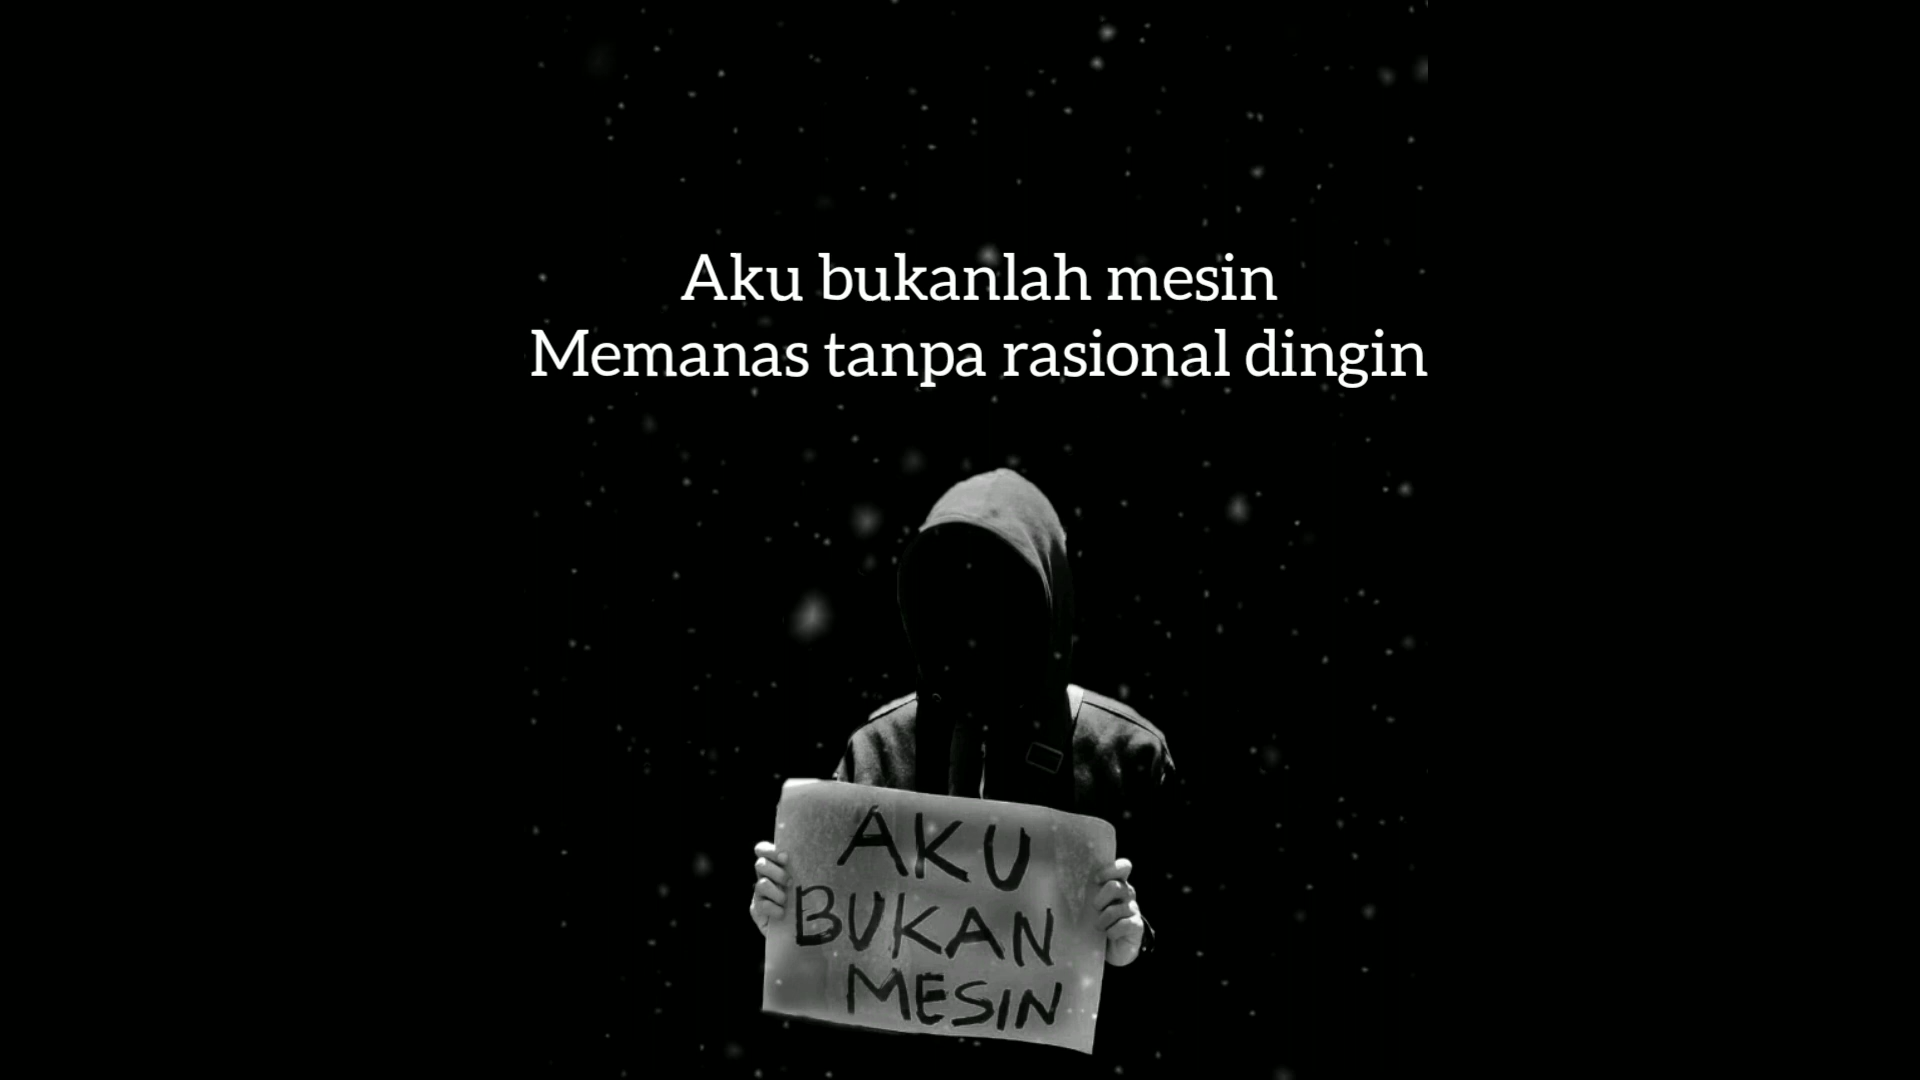 Aku bukanlah mesin
Memanas tanpa rasional dingin
AKU
BUKAN
MESIN